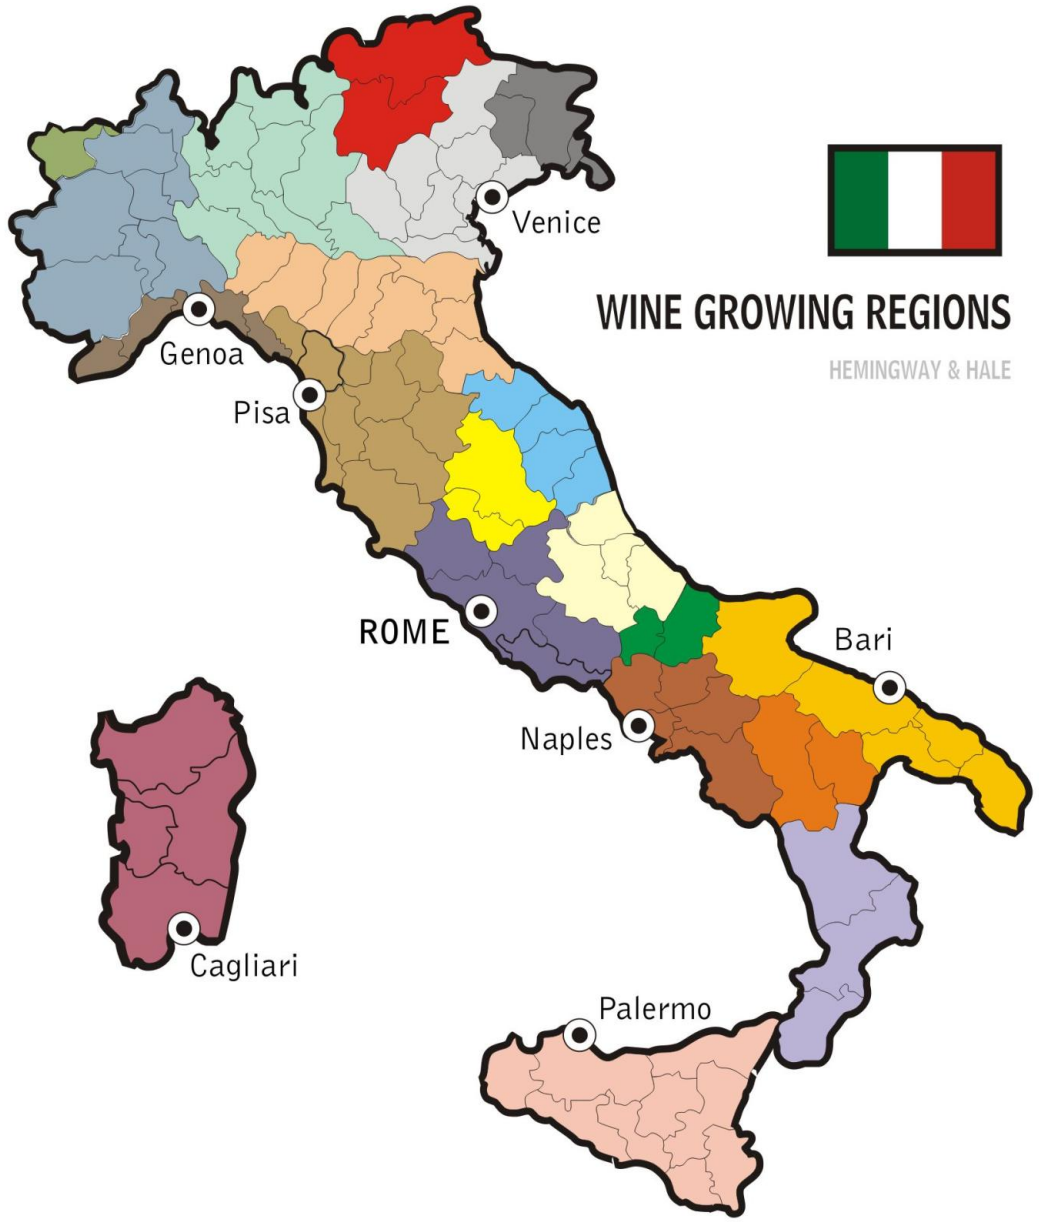 Venice
WINE GROWING REGIONS
HEMINGWAY & HALE
Genoa
Pisa
ROME
Bari
Naples
Cagliari
Palermo